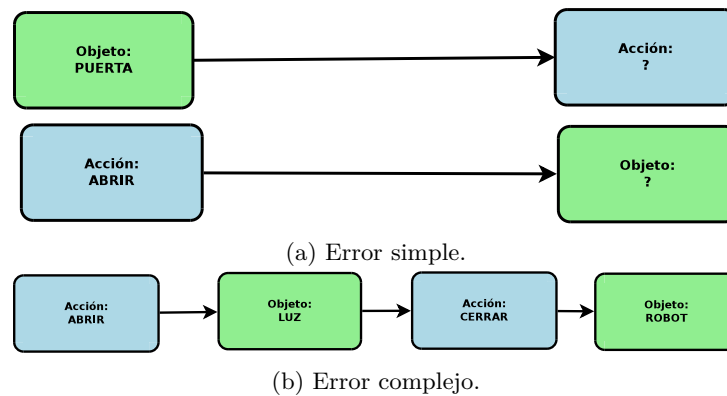 Objeto:
PUERTA
Acción:
?
Acción:
ABRIR
Objeto:
?
(a) Error simple.
Acción:
ABRIR
Objeto:
LUZ
Acción:
CERRAR
Objeto:
ROBOT
(b) Error complejo.